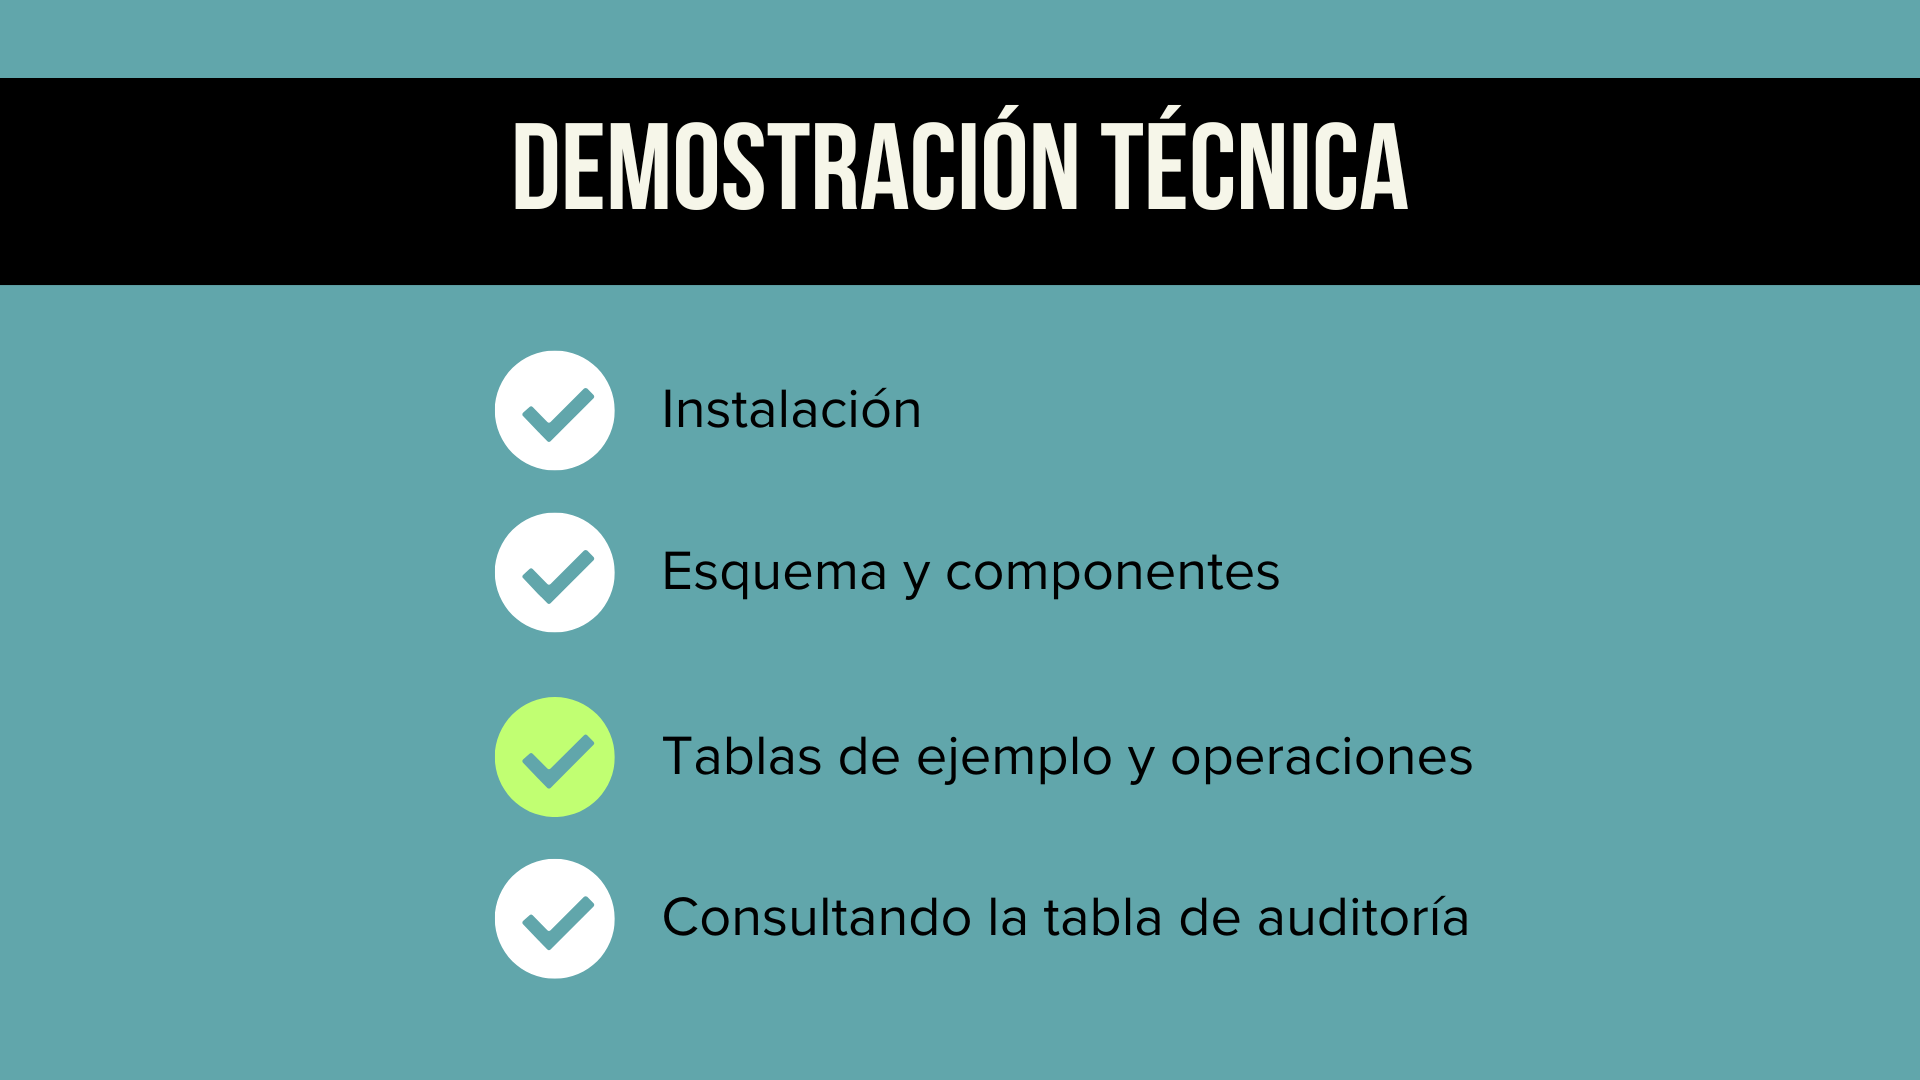 DEMOSTRACIÓN TÉCNICA
Instalación
Esquema y componentes
Tablas de ejemplo y operaciones
Consultando la tabla de auditoría